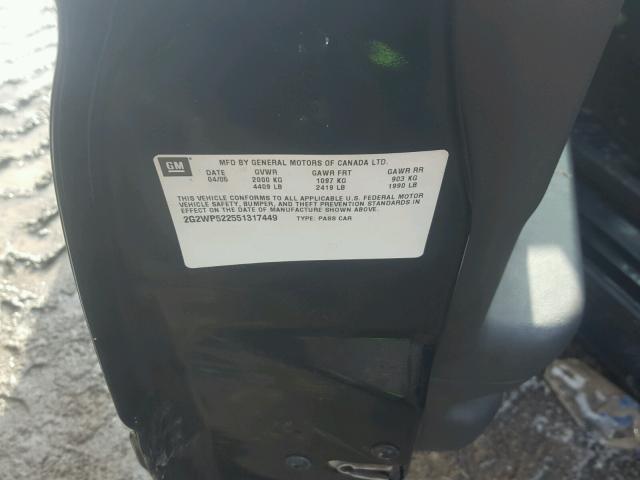 GM
MFD BY GENERAL MOTORS OF CANADA LTD.
DATE GVWR GAWR FRT GAWR RR
04/05 2000 KG 1097 KG 903 KG
4409 LB 2419 LB 1990 LB
THIS VEHICLE CONFORMS TO ALL APPLICABLE U.S. FEDERAL MOTOR
VEHICLE SAFETY, BUMPER, AND THEFT PREVENTION STANDARDS IN
EFFECT ON THE DATE OF MANUFACTURE SHOWN ABOVE.
2G2WP522551317449 TYPE: PASS CAR